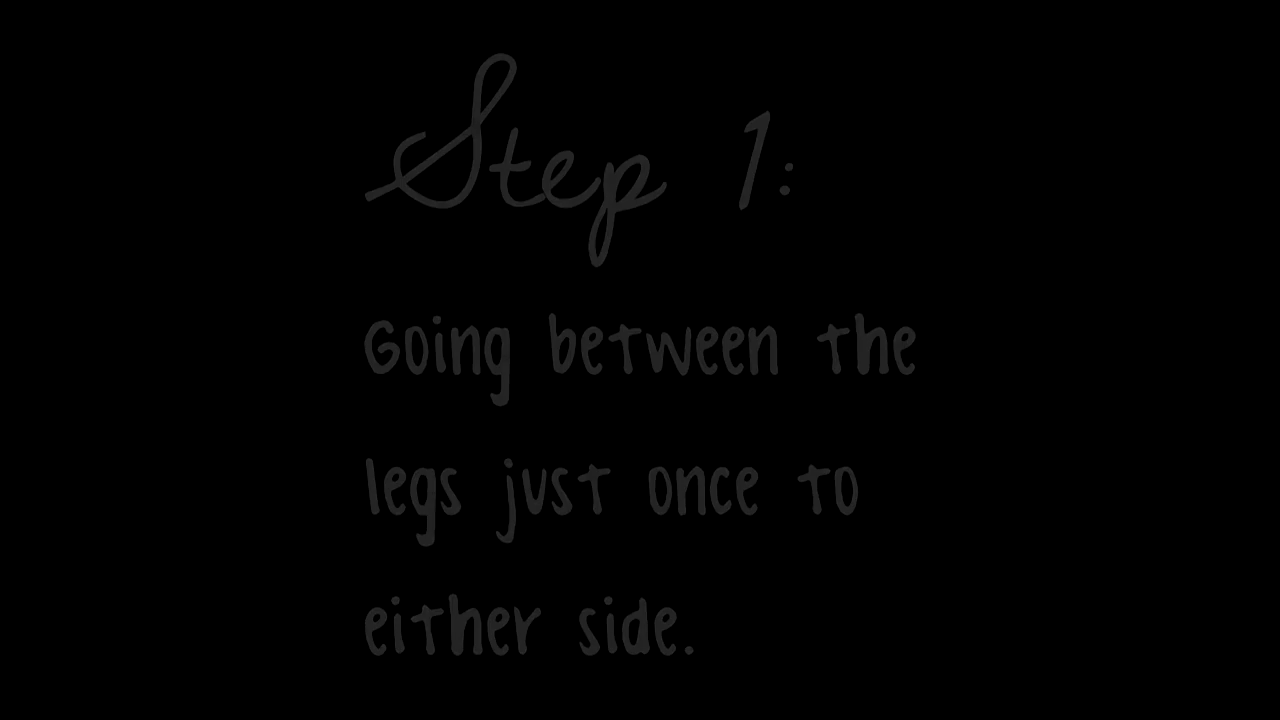 Step 1:
Going between the
legs just once to
either side.